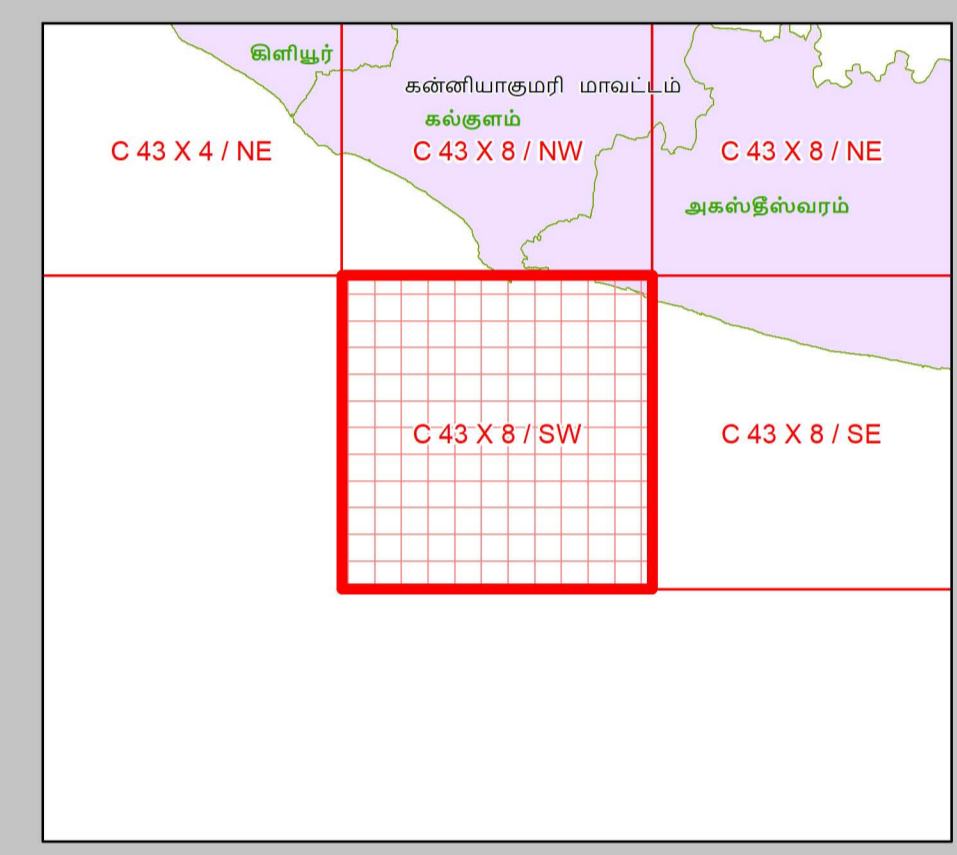 கிளியூர்
கன்னியாகுமரி மாவட்டம்
கல்குளம்
C 43 X 4 / NE
C 43 X 8 / NW
C 43 X 8 / NE
அகஸ்தீஸ்வரம்
C 43 X 8 / SW
C 43 X 8 / SE